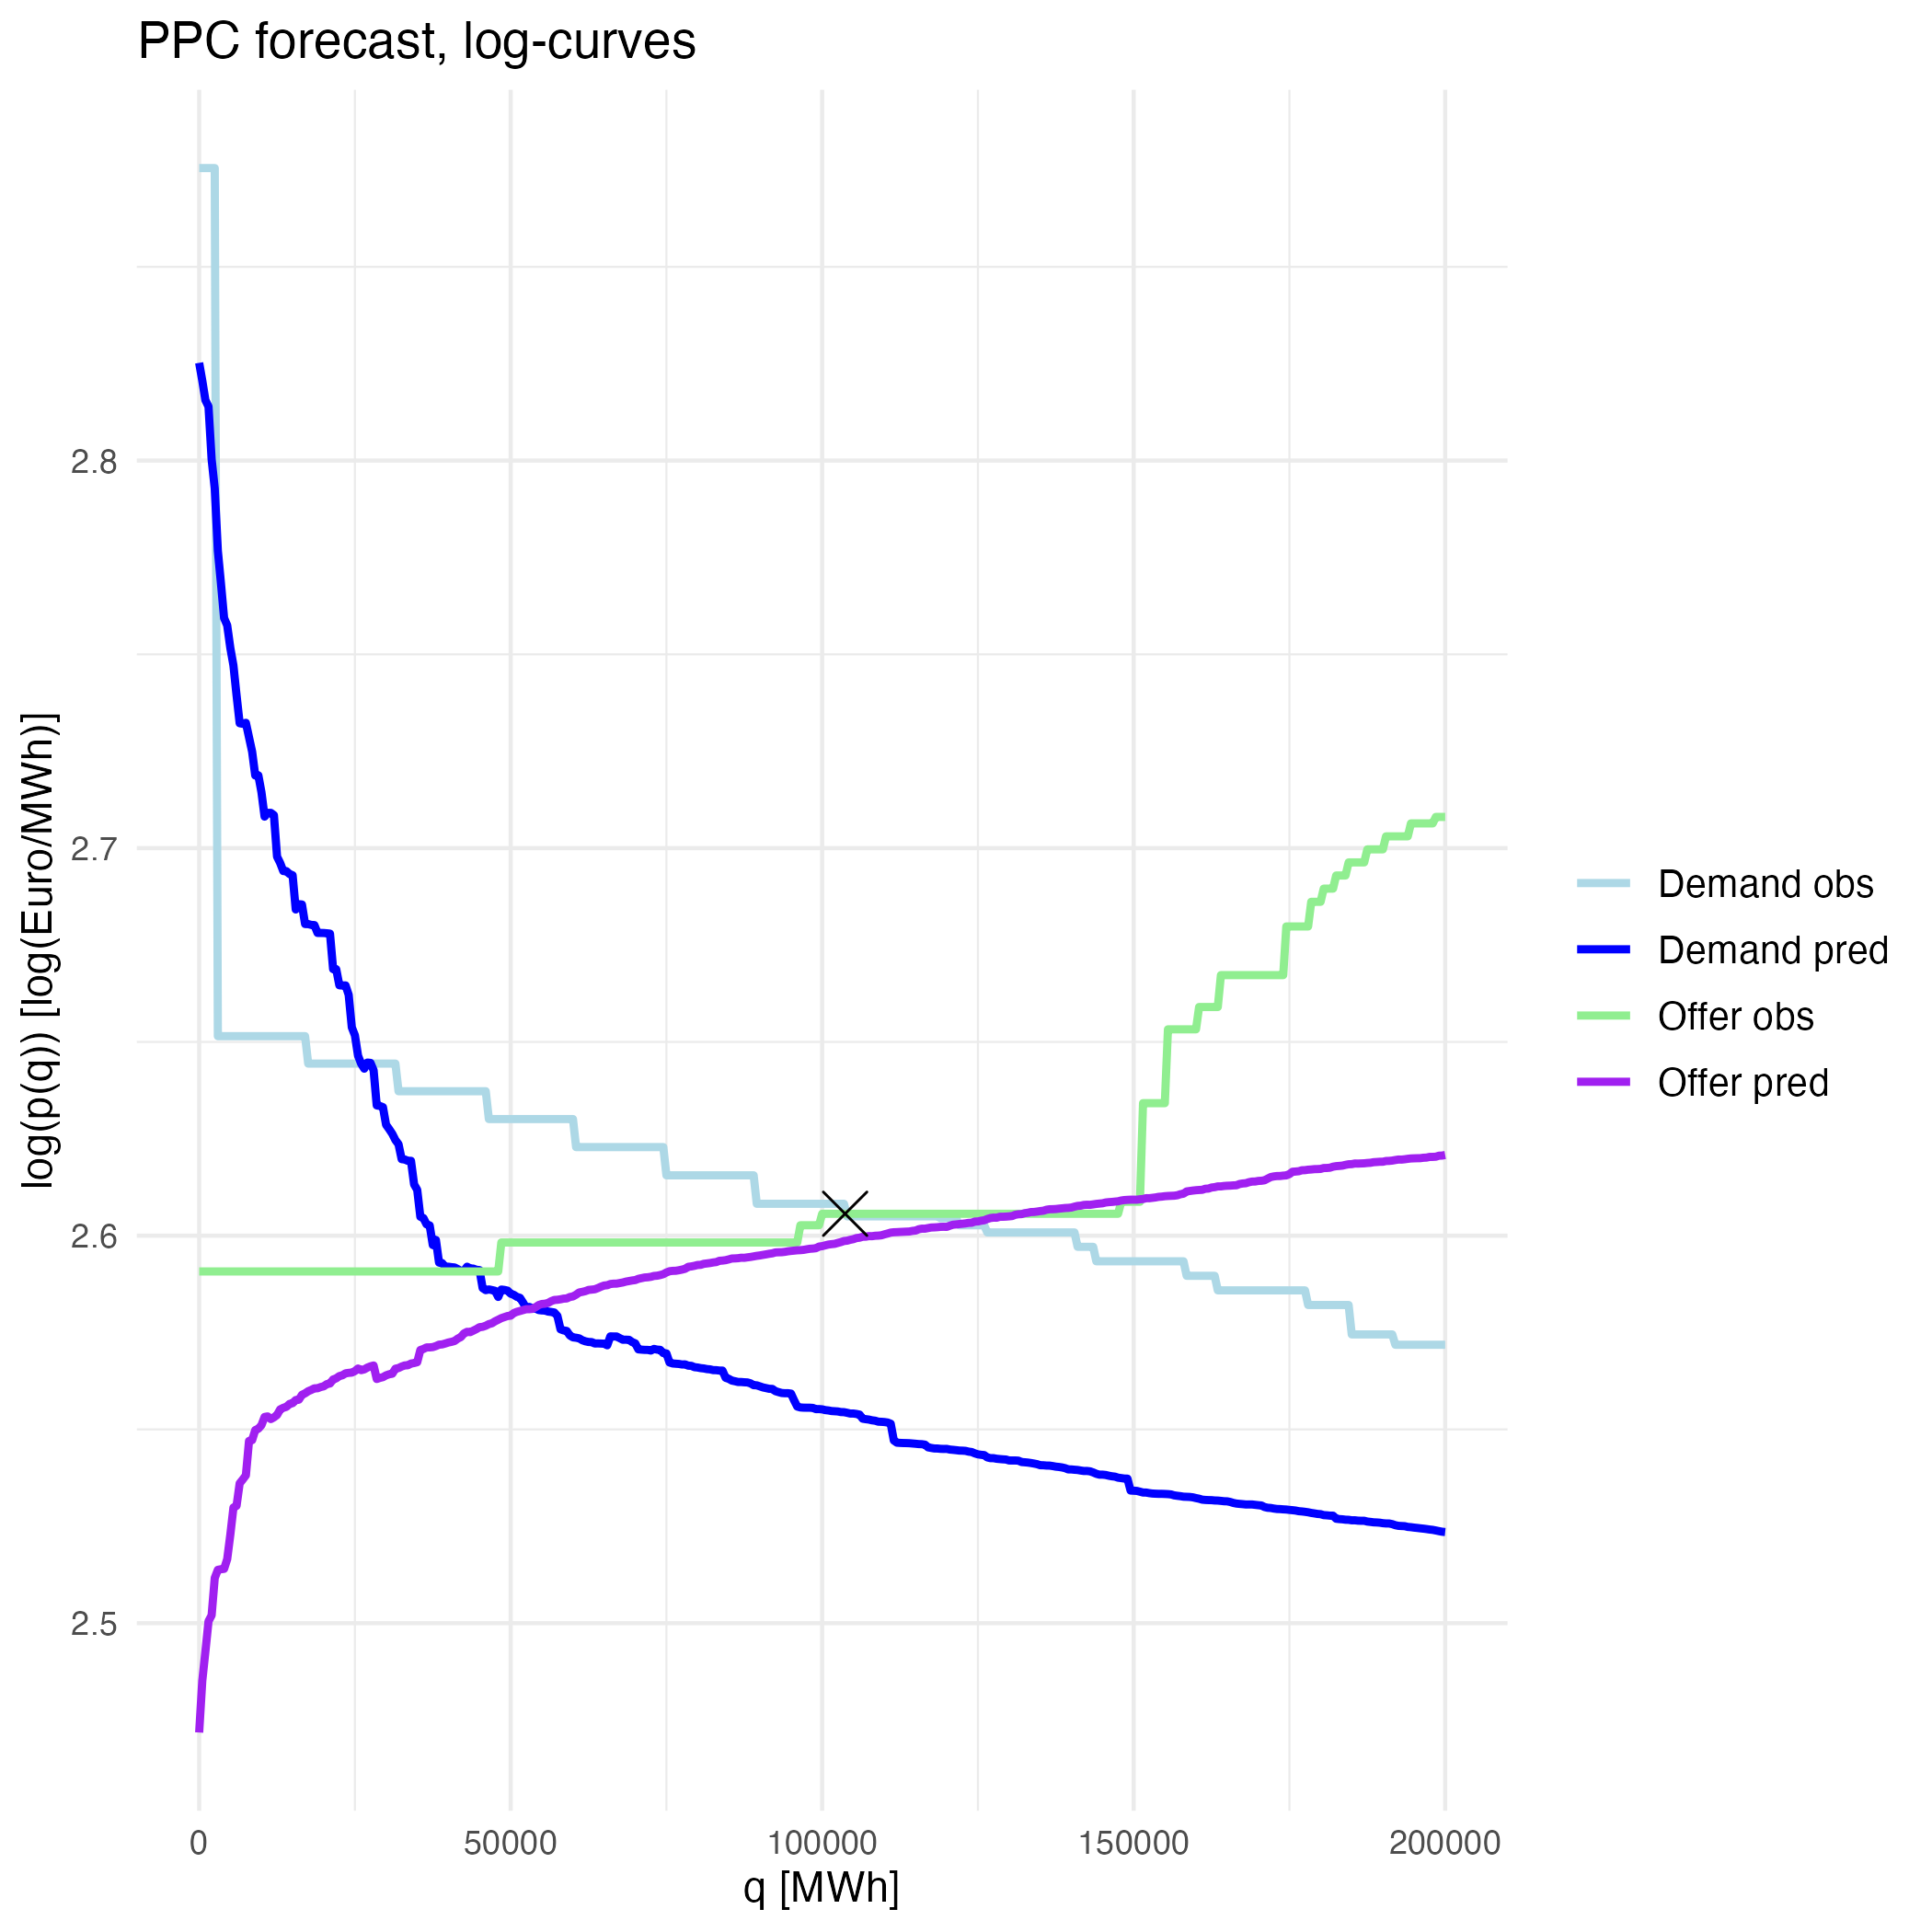 PPC forecast, log-curves
log(p(q)) [log(Euro/MWh)]
2.8
2.7
2.6
2.5
0
50000
100000
150000
200000
q [MWh]
Demand obs
Demand pred
Offer obs
Offer pred